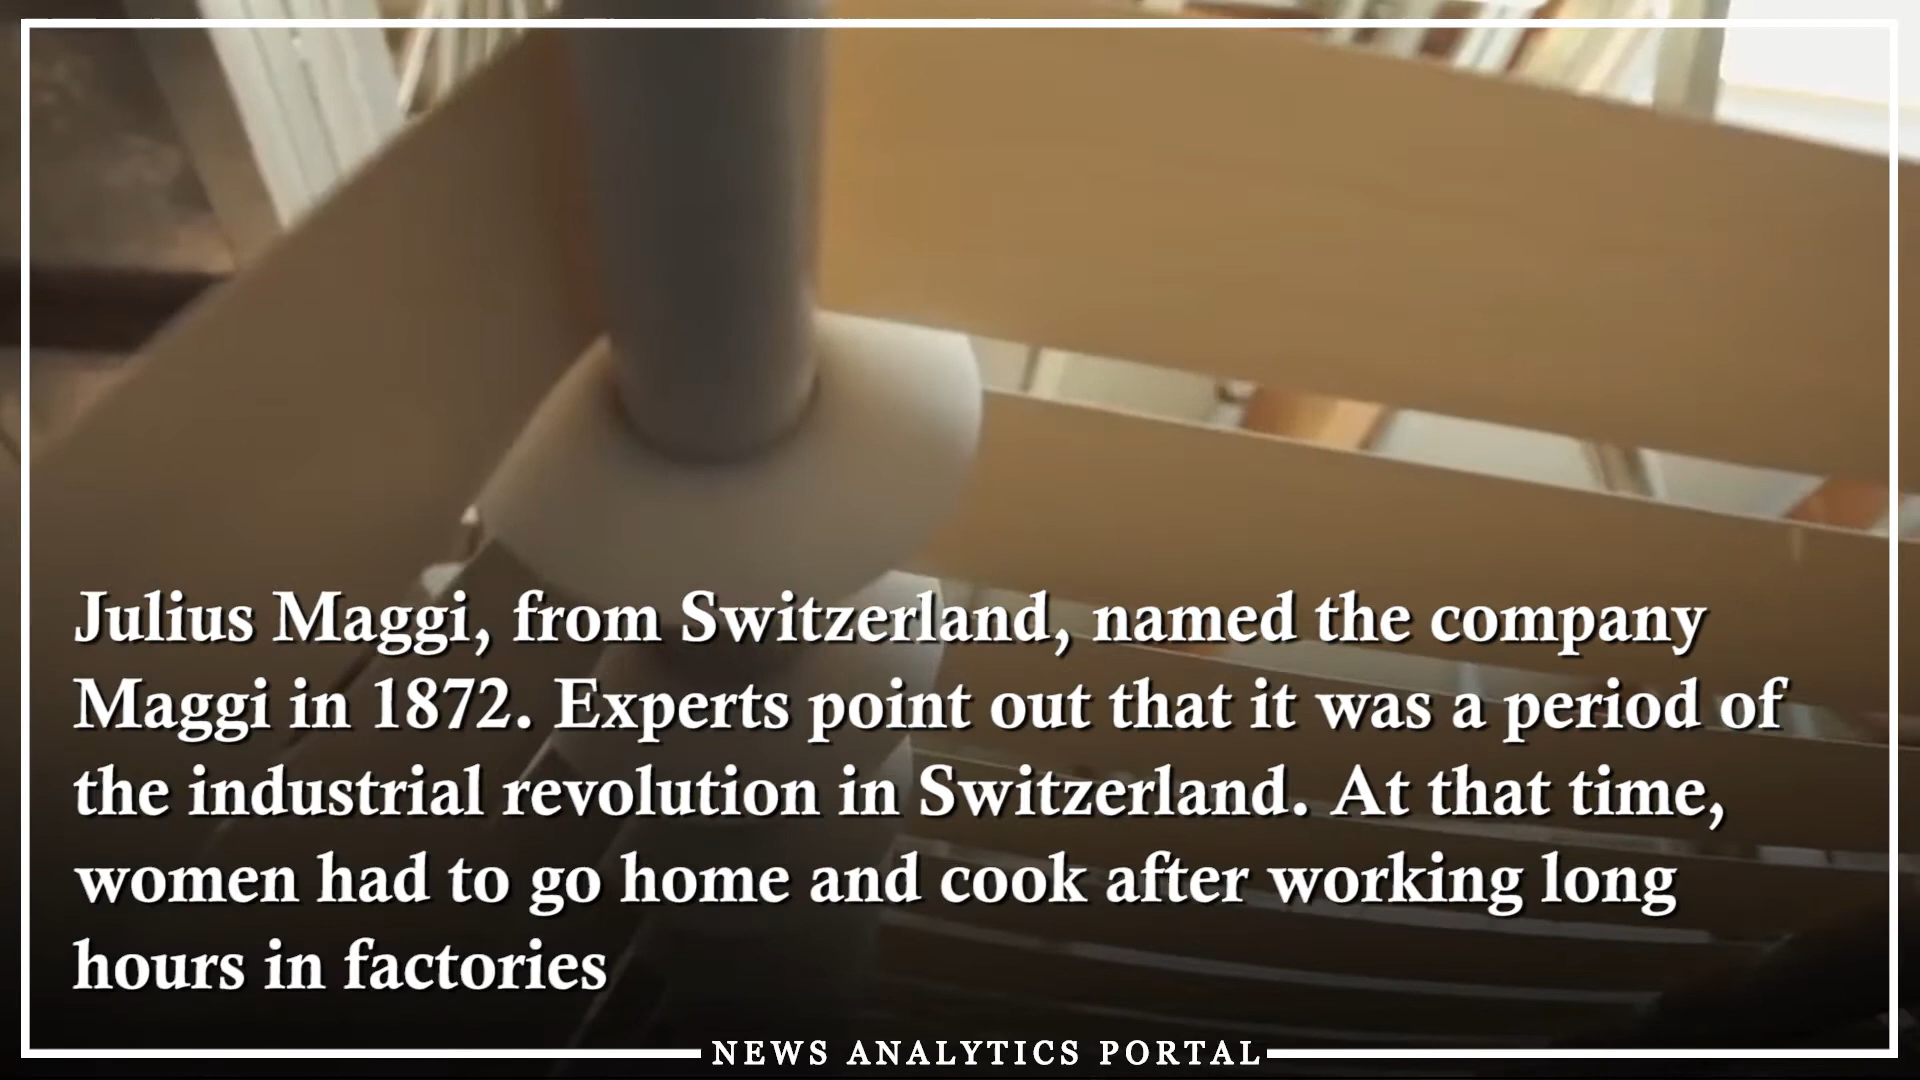 Julius Maggi, from Switzerland, named the company
Maggi in 1872. Experts point out that it was a period of
the industrial revolution in Switzerland. At that time,
women had to go home and cook after working long
hours in factories
NEWS ANALYTICS PORTAL